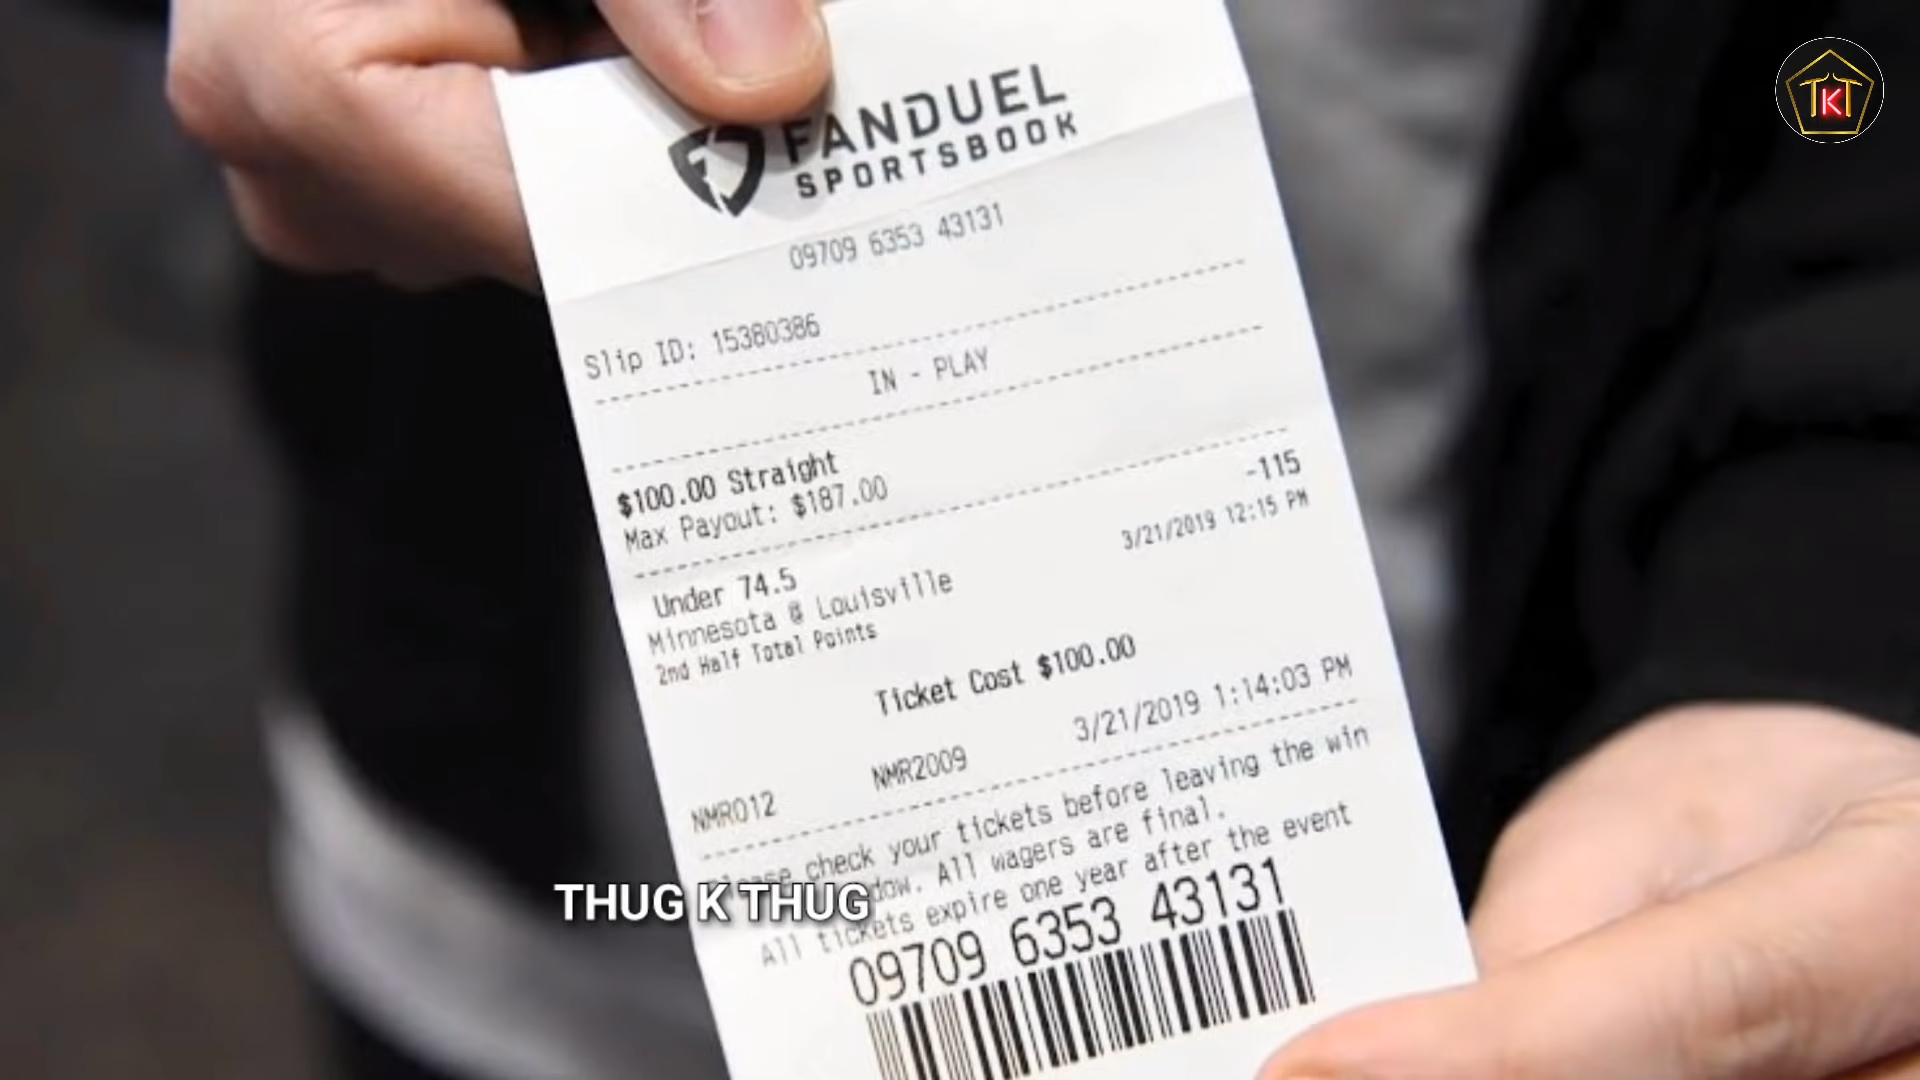 TKT
FANDUEL
SPORTSBOOK
09709 6353 43131
Slip ID: 15380386
IN - PLAY
$100.00 Straight
-115
Max Payout: $187.00
3/21/2019 12:15 PM
Under 74.5
Minnesota @ Louisville
2nd Half Total Points
Ticket Cost $100.00
3/21/2019 1:14:03 PM
NMR012 NMR2009
Please check your tickets before leaving the win
dow. All wagers are final.
All tickets expire one year after the event
THUG K THUG
09709 6353 43131